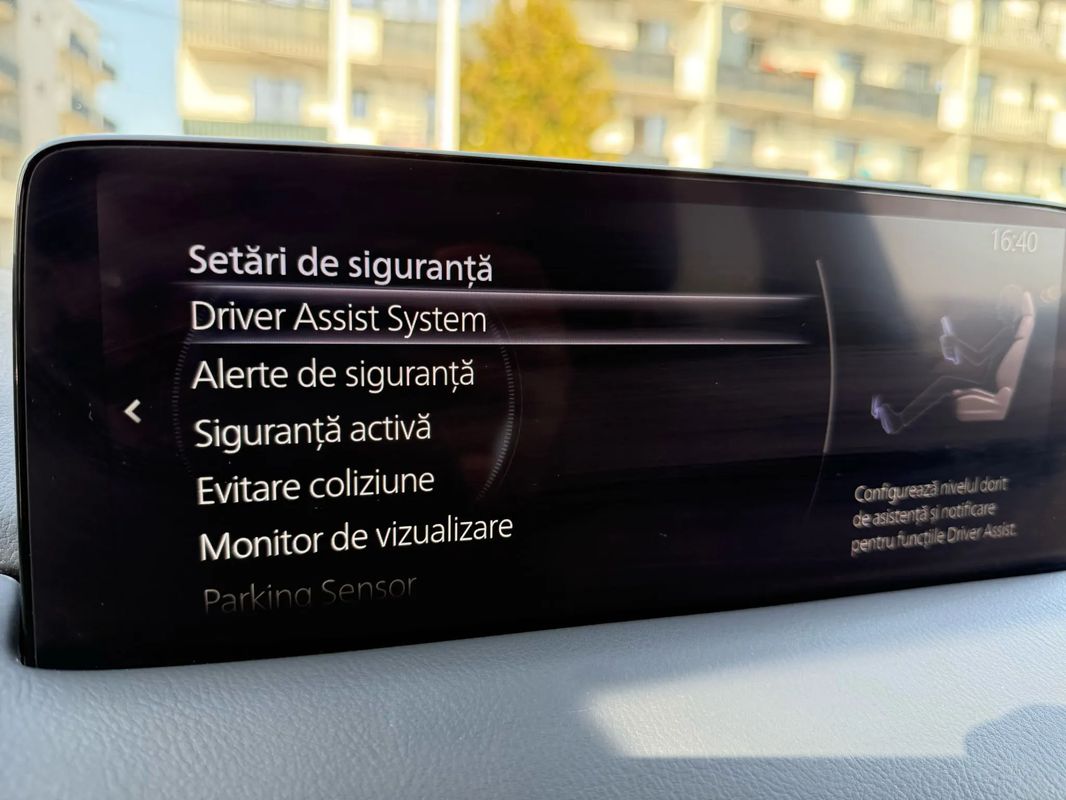 16:40
Setări de siguranță
Driver Assist System
Alerte de siguranță
Siguranță activă
Evitare coliziune
Monitor de vizualizare
Parking Sensor
Configurează nivelul dorit
de asistență și notificare
pentru funcțiile Driver Assist.